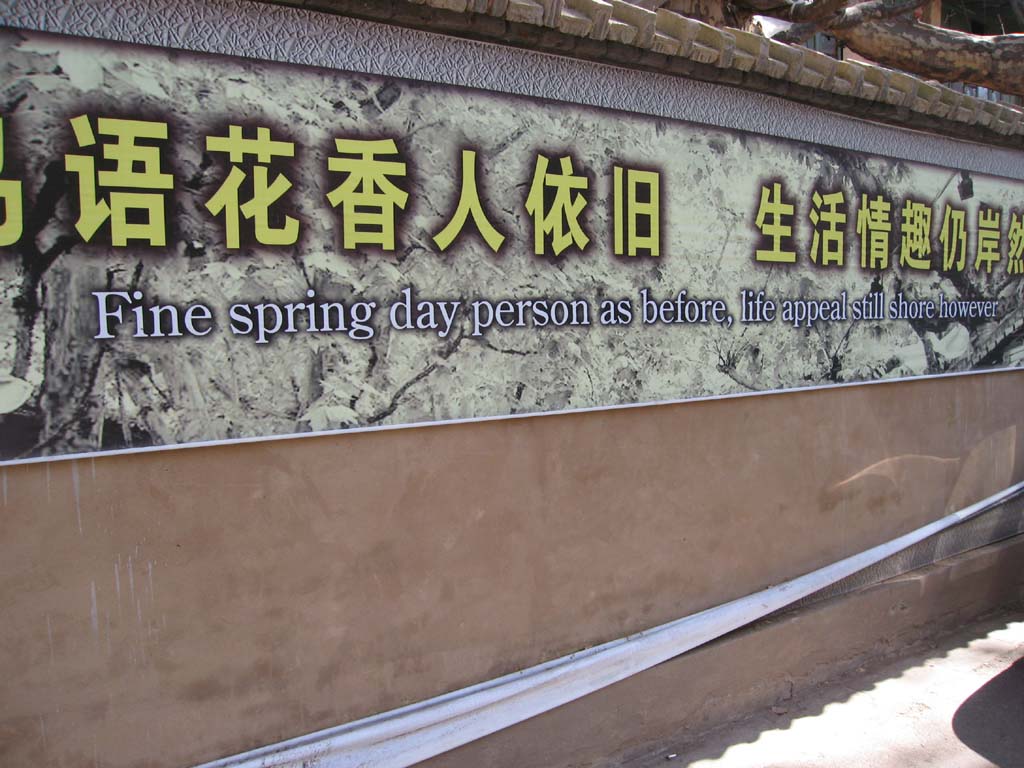 语花香人依旧 生活情趣仍岸然
Fine spring day person as before, life appeal still shore however